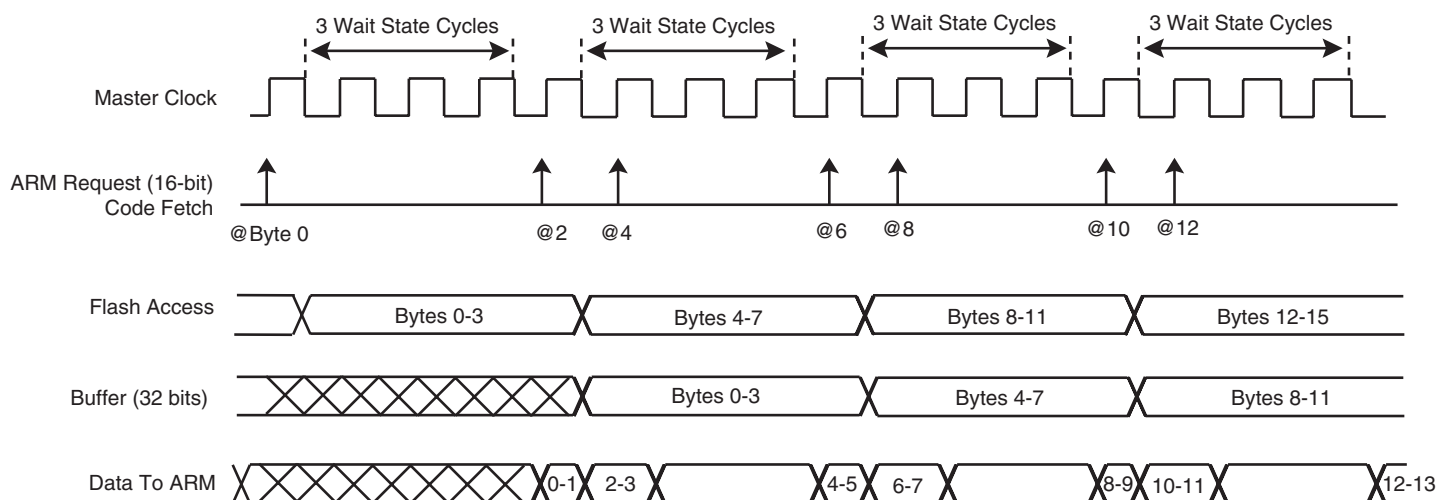 3 Wait State Cycles 3 Wait State Cycles 3 Wait State Cycles 3 Wait State Cycles
Master Clock
ARM Request (16-bit)
Code Fetch
@Byte 0 @2 @4 @6 @8 @10 @12
Flash Access Bytes 0-3 Bytes 4-7 Bytes 8-11 Bytes 12-15
Buffer (32 bits) Bytes 0-3 Bytes 4-7 Bytes 8-11
Data To ARM 0-1 2-3 4-5 6-7 8-9 10-11 12-13